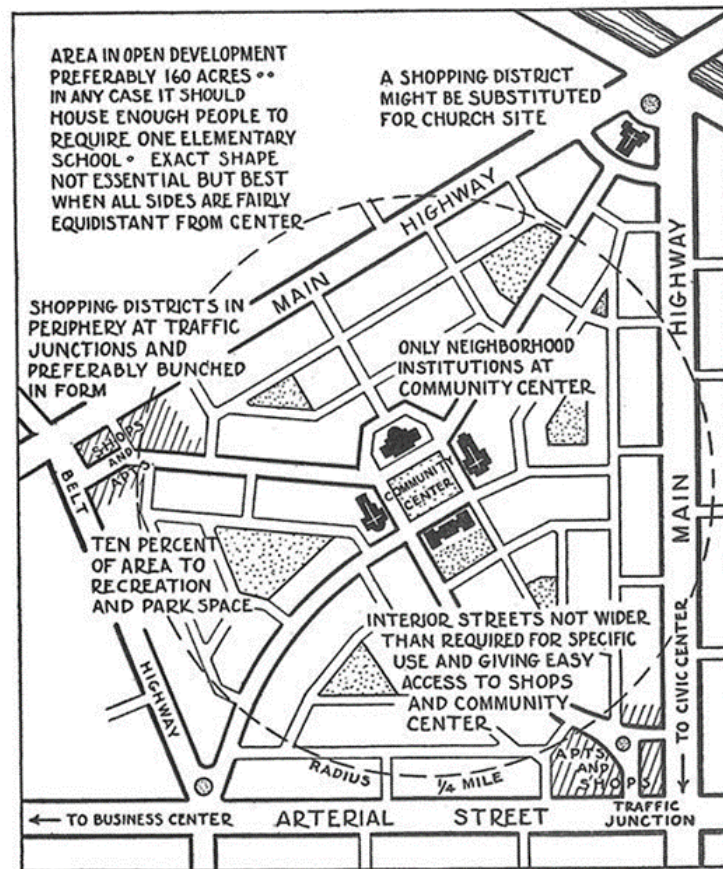 AREA IN OPEN DEVELOPMENT
PREFERABLY 160 ACRES ••
IN ANY CASE IT SHOULD
HOUSE ENOUGH PEOPLE TO
REQUIRE ONE ELEMENTARY
SCHOOL • EXACT SHAPE
NOT ESSENTIAL BUT BEST
WHEN ALL SIDES ARE FAIRLY
EQUIDISTANT FROM CENTER
A SHOPPING DISTRICT
MIGHT BE SUBSTITUTED
FOR CHURCH SITE
MAIN HIGHWAY
SHOPPING DISTRICTS IN
PERIPHERY AT TRAFFIC
JUNCTIONS AND
PREFERABLY BUNCHED
IN FORM
ONLY NEIGHBORHOOD
INSTITUTIONS AT
COMMUNITY CENTER
MAIN HIGHWAY
SHOPS
AND
APTS.
BELT HIGHWAY
COMMUNITY
CENTER
TEN PERCENT
OF AREA TO
RECREATION
AND PARK SPACE
INTERIOR STREETS NOT WIDER
THAN REQUIRED FOR SPECIFIC
USE AND GIVING EASY
ACCESS TO SHOPS
AND COMMUNITY
CENTER
TO CIVIC CENTER
RADIUS 1/4 MILE
APTS.
AND
SHOPS
TO BUSINESS CENTER
ARTERIAL STREET
TRAFFIC
JUNCTION